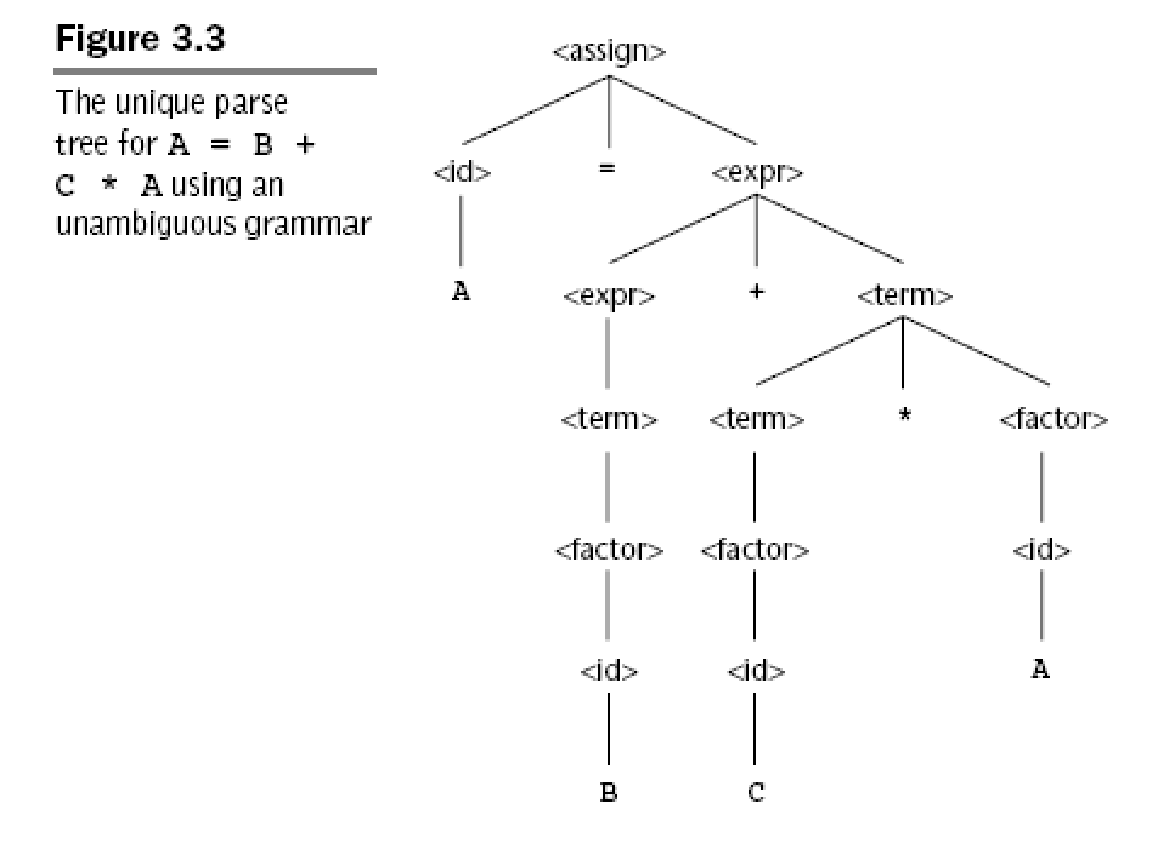 Figure 3.3
The unique parse
tree for A = B +
C * A using an
unambiguous grammar
<assign>
<id> = <expr>
A <expr> + <term>
<term> <term> * <factor>
<factor> <factor> <id>
<id> <id> A
B C